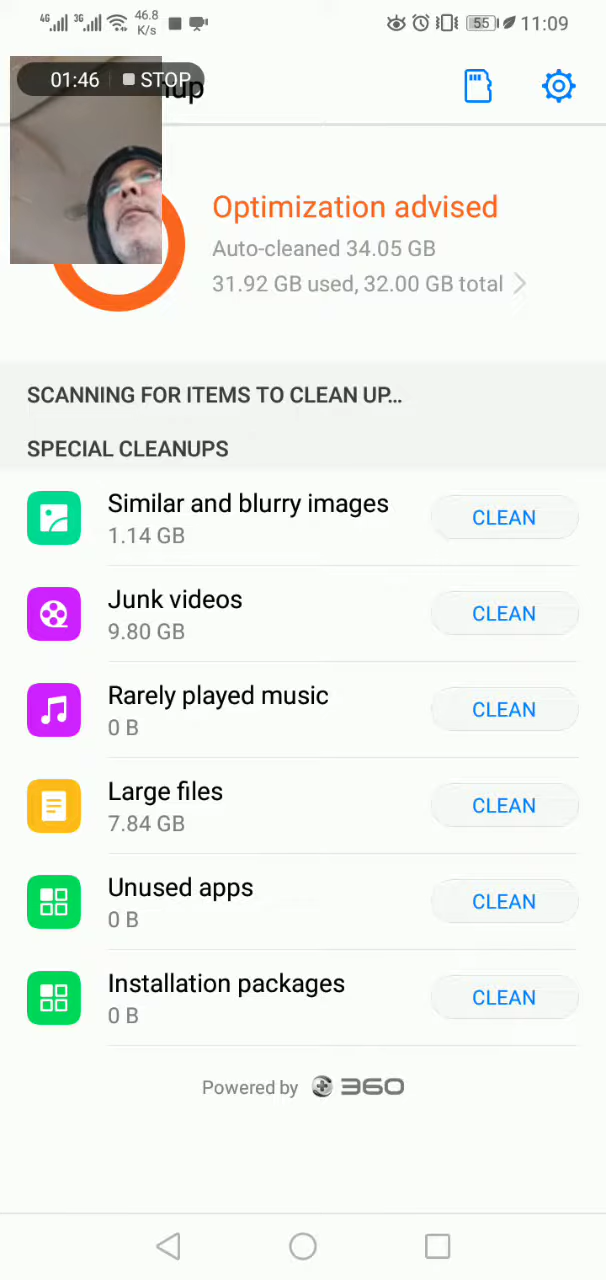 4G 3G 46.8 K/s 55 11:09
01:46 STOP
nup
Optimization advised
Auto-cleaned 34.05 GB
31.92 GB used, 32.00 GB total
SCANNING FOR ITEMS TO CLEAN UP...
SPECIAL CLEANUPS
Similar and blurry images
1.14 GB
CLEAN
Junk videos
9.80 GB
CLEAN
Rarely played music
0 B
CLEAN
Large files
7.84 GB
CLEAN
Unused apps
0 B
CLEAN
Installation packages
0 B
CLEAN
Powered by 360